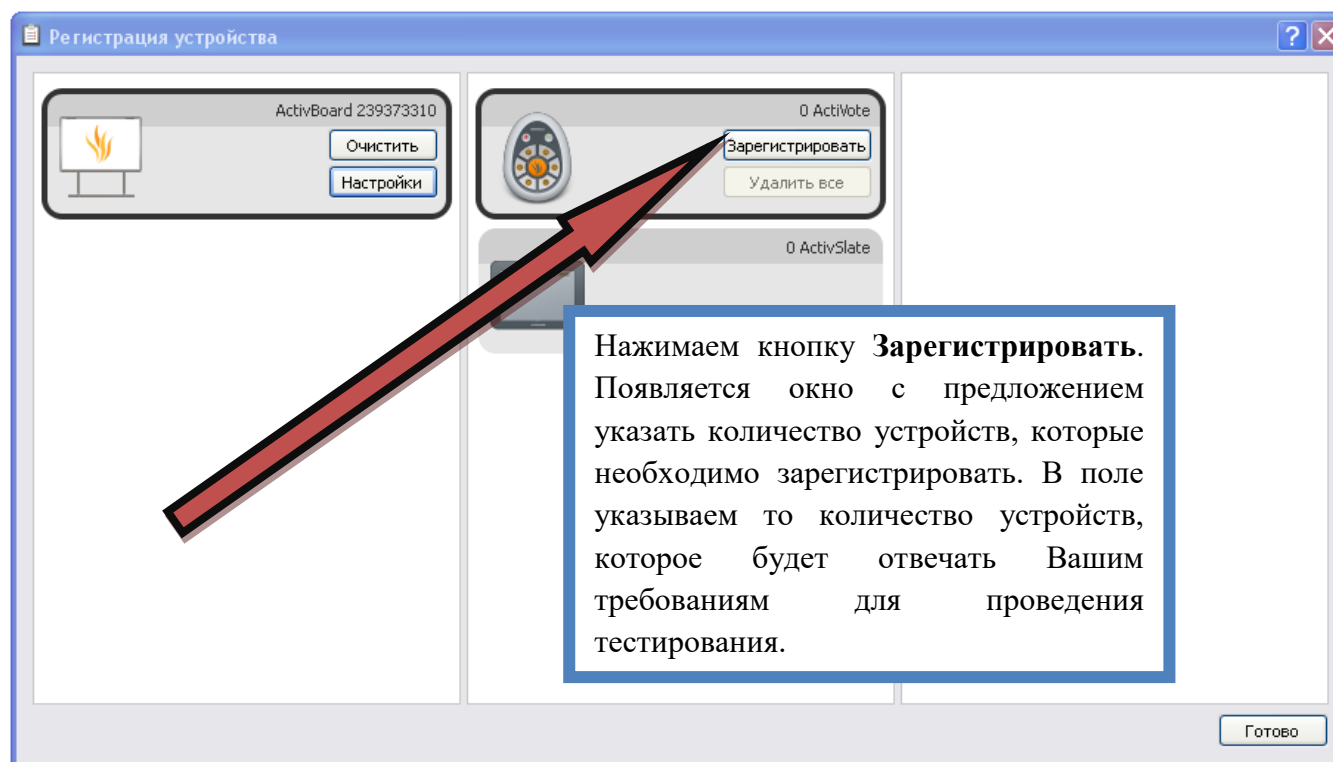 Регистрация устройства
ActivBoard 239373310
Очистить
Настройки
0 ActiVote
Зарегистрировать
Удалить все
0 ActivSlate
Нажимаем кнопку Зарегистрировать.
Появляется окно с предложением
указать количество устройств, которые
необходимо зарегистрировать. В поле
указываем то количество устройств,
которое будет отвечать Вашим
требованиям для проведения
тестирования.
Готово